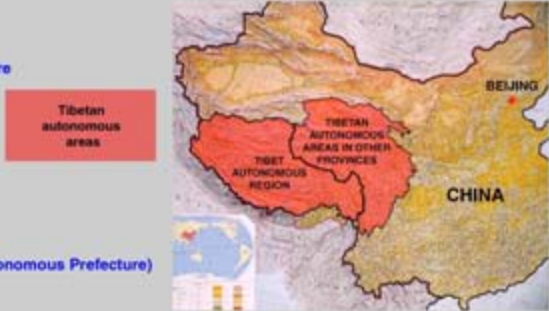 re
Tibetan
autonomous
areas
onomous Prefecture)
BEIJING
TIBETAN
AUTONOMOUS
AREAS IN OTHER
PROVINCES
TIBET
AUTONOMOUS
REGION
CHINA